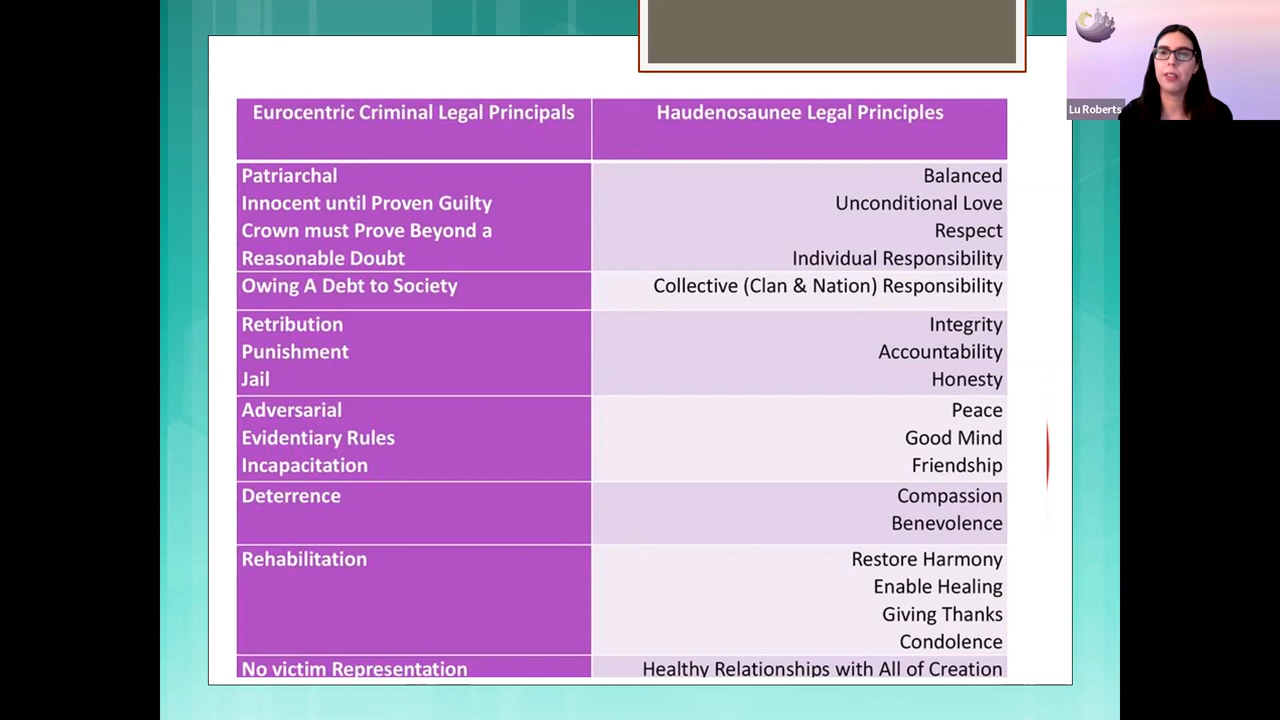 Eurocentric Criminal Legal Principals
Haudenosaunee Legal Principles
Patriarchal
Innocent until Proven Guilty
Crown must Prove Beyond a
Reasonable Doubt
Balanced
Unconditional Love
Respect
Individual Responsibility
Owing A Debt to Society
Collective (Clan & Nation) Responsibility
Retribution
Punishment
Jail
Integrity
Accountability
Honesty
Adversarial
Evidentiary Rules
Incapacitation
Peace
Good Mind
Friendship
Deterrence
Compassion
Benevolence
Rehabilitation
Restore Harmony
Enable Healing
Giving Thanks
Condolence
No victim Representation
Healthy Relationships with All of Creation
Lu Roberts